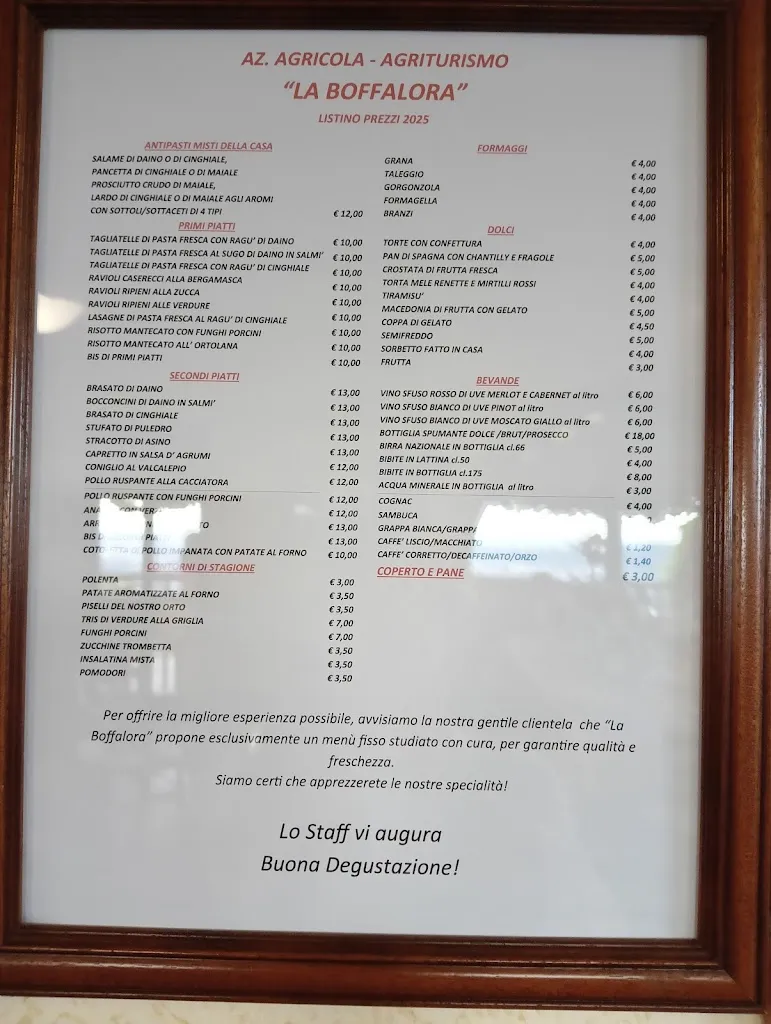 AZ. AGRICOLA - AGRITURISMO
"LA BOFFALORA"
LISTINO PREZZI 2025
ANTIPASTI MISTI DELLA CASA
SALAME DI DAINO O DI CINGHIALE,
PANCETTA DI CINGHIALE O DI MAIALE
PROSCIUTTO CRUDO DI MAIALE,
LARDO DI CINGHIALE O DI MAIALE AGLI AROMI
CON SOTTOLI/SOTTACETI DI 4 TIPI € 12,00
PRIMI PIATTI
TAGLIATELLE DI PASTA FRESCA CON RAGU' DI DAINO € 10,00
TAGLIATELLE DI PASTA FRESCA AL SUGO DI DAINO IN SALMI' € 10,00
TAGLIATELLE DI PASTA FRESCA CON RAGU' DI CINGHIALE € 10,00
RAVIOLI CASERECCI ALLA BERGAMASCA € 10,00
RAVIOLI RIPIENI ALLA ZUCCA € 10,00
RAVIOLI RIPIENI ALLE VERDURE € 10,00
LASAGNE DI PASTA FRESCA AL RAGU' DI CINGHIALE € 10,00
RISOTTO MANTECATO CON FUNGHI PORCINI € 10,00
RISOTTO MANTECATO ALL' ORTOLANA € 10,00
BIS DI PRIMI PIATTI € 10,00
SECONDI PIATTI
BRASATO DI DAINO € 13,00
BOCCONCINI DI DAINO IN SALMI' € 13,00
BRASATO DI CINGHIALE € 13,00
STUFATO DI PULEDRO € 13,00
STRACOTTO DI ASINO € 13,00
CAPRETTO IN SALSA D' AGRUMI € 12,00
CONIGLIO AL VALCALEPIO € 12,00
POLLO RUSPANTE ALLA CACCIATORA
POLLO RUSPANTE CON FUNGHI PORCINI € 12,00
€ 12,00
€ 13,00
BIS € 13,00
POLLO IMPANATA CON PATATE AL FORNO € 10,00
CONTORNI DI STAGIONE
POLENTA € 3,00
PATATE AROMATIZZATE AL FORNO € 3,50
PISELLI DEL NOSTRO ORTO € 3,50
TRIS DI VERDURE ALLA GRIGLIA € 7,00
FUNGHI PORCINI € 7,00
ZUCCHINE TROMBETTA € 3,50
INSALATINA MISTA € 3,50
POMODORI € 3,50
FORMAGGI
GRANA € 4,00
TALEGGIO € 4,00
GORGONZOLA € 4,00
FORMAGELLA € 4,00
BRANZI € 4,00
DOLCI
TORTE CON CONFETTURA € 4,00
PAN DI SPAGNA CON CHANTILLY E FRAGOLE € 5,00
CROSTATA DI FRUTTA FRESCA € 5,00
TORTA MELE RENETTE E MIRTILLI ROSSI € 4,00
TIRAMISU' € 4,00
MACEDONIA DI FRUTTA CON GELATO € 5,00
COPPA DI GELATO € 4,50
SEMIFREDDO € 5,00
SORBETTO FATTO IN CASA € 4,00
FRUTTA € 3,00
BEVANDE
VINO SFUSO ROSSO DI UVE MERLOT E CABERNET al litro € 6,00
VINO SFUSO BIANCO DI UVE PINOT al litro € 6,00
VINO SFUSO BIANCO DI UVE MOSCATO GIALLO al litro € 6,00
BOTTIGLIA SPUMANTE DOLCE /BRUT/PROSECCO € 18,00
BIRRA NAZIONALE IN BOTTIGLIA cl.66 € 5,00
BIBITE IN LATTINA cl.50 € 4,00
BIBITE IN BOTTIGLIA cl.175 € 8,00
ACQUA MINERALE IN BOTTIGLIA al litro € 3,00
COGNAC € 4,00
SAMBUCA
GRAPPA BIANCA/GRAPPA
CAFFE' LISCIO/MACCHIATO € 1,20
CAFFE' CORRETTO/DECAFFEINATO/ORZO € 1,40
COPERTO E PANE € 3,00
Per offrire la migliore esperienza possibile, avvisiamo la nostra gentile clientela che "La
Boffalora" propone esclusivamente un menù fisso studiato con cura, per garantire qualità e
freschezza.
Siamo certi che apprezzerete le nostre specialità!
Lo Staff vi augura
Buona Degustazione!